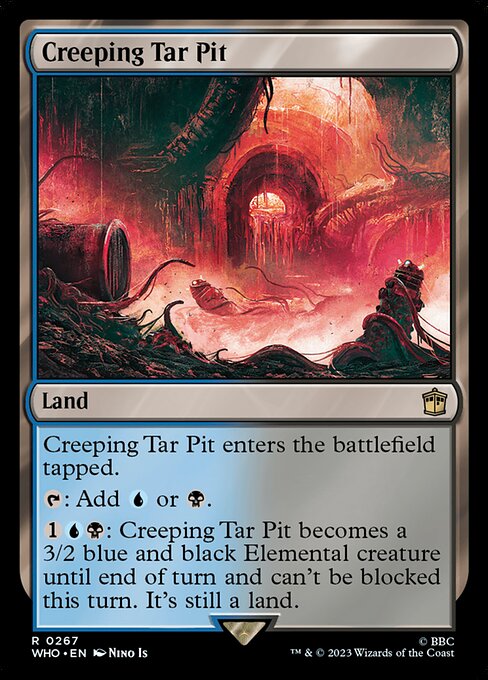 Creeping Tar Pit
Land
Creeping Tar Pit enters the battlefield
tapped.
: Add or .
1 : Creeping Tar Pit becomes a
3/2 blue and black Elemental creature
until end of turn and can't be blocked
this turn. It's still a land.
R 0267 © BBC
WHO • EN Nino Is ™ & © 2023 Wizards of the Coast